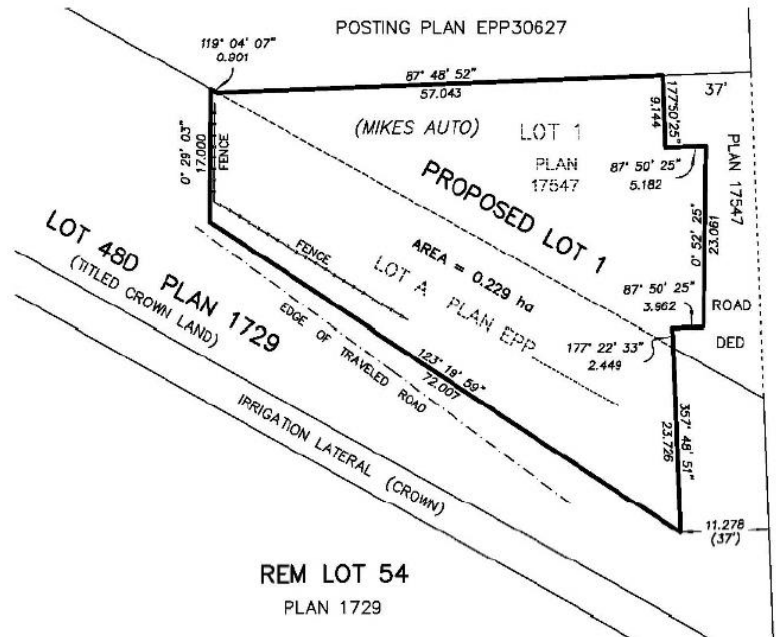 POSTING PLAN EPP30627
119° 04' 07"
0.901
87° 48' 52"
57.043
177°50'25"
9.144
37'
(MIKES AUTO)
LOT 1
PLAN
17547
87° 50' 25"
5.182
PLAN 17547
0° 29' 03"
17.000
FENCE
PROPOSED LOT 1
0° 52' 25"
23.061
AREA = 0.229 ha
FENCE
LOT A PLAN EPP
87° 50' 25"
3.962
ROAD
DED
LOT 48D PLAN 1729
(TITLED CROWN LAND)
EDGE OF TRAVELED ROAD
123° 19' 59"
72.007
177° 22' 33"
2.449
357° 48' 51"
23.726
IRRIGATION LATERAL (CROWN)
11.278
(37')
REM LOT 54
PLAN 1729